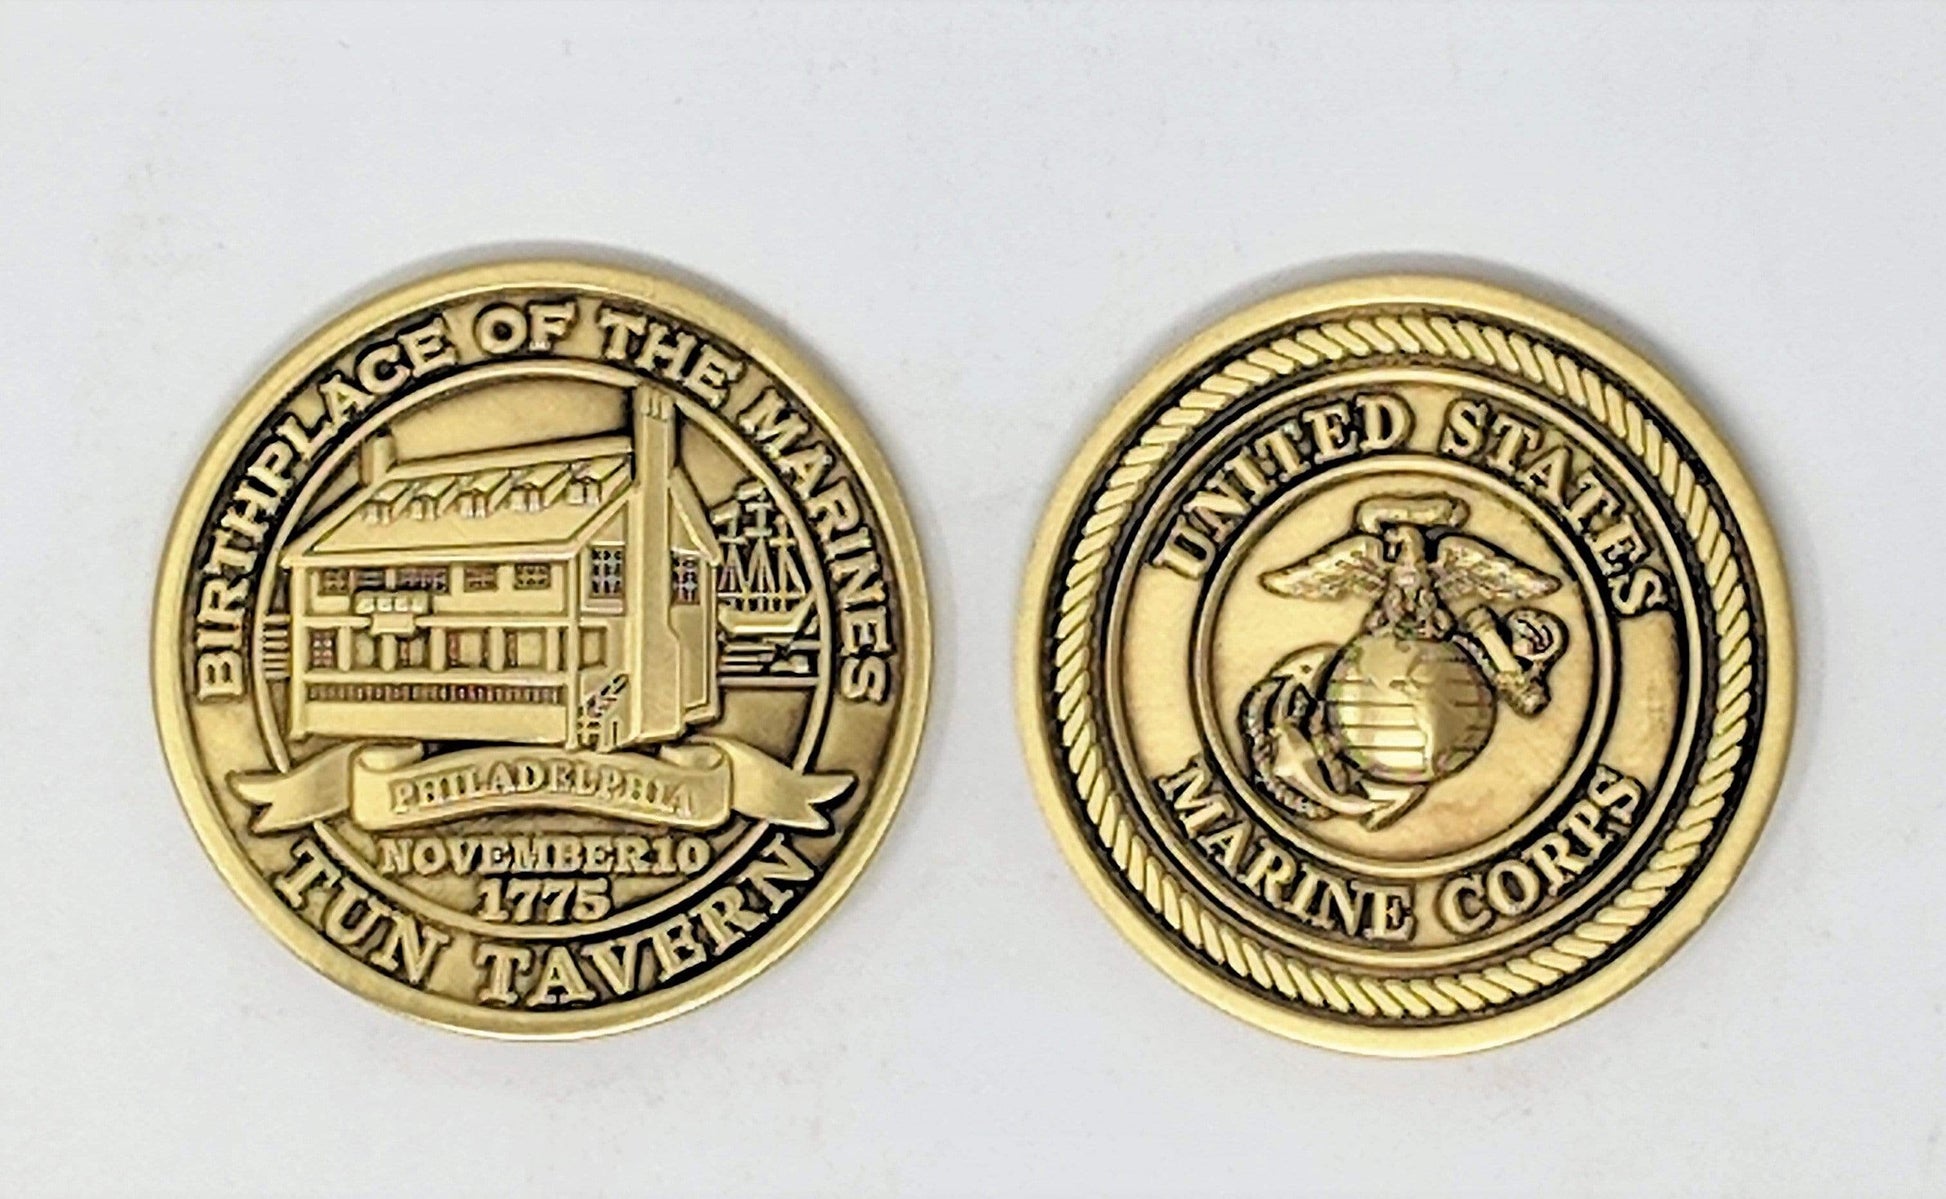 BIRTHPLACE OF THE MARINES
PHILADELPHIA
NOVEMBER 10
1775
TUN TAVERN
UNITED STATES
MARINE CORPS